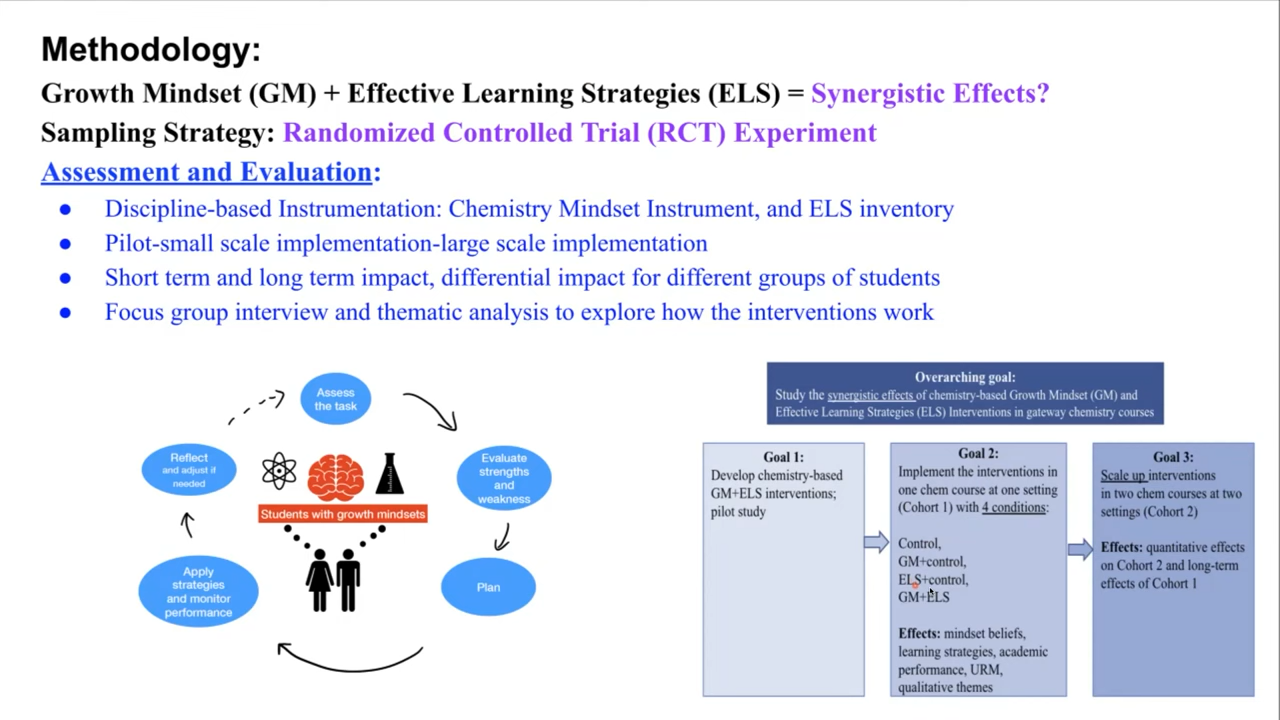 Methodology:
Growth Mindset (GM) + Effective Learning Strategies (ELS) = Synergistic Effects?
Sampling Strategy: Randomized Controlled Trial (RCT) Experiment
Assessment and Evaluation:
● Discipline-based Instrumentation: Chemistry Mindset Instrument, and ELS inventory
● Pilot-small scale implementation-large scale implementation
● Short term and long term impact, differential impact for different groups of students
● Focus group interview and thematic analysis to explore how the interventions work
Assess
the task
Evaluate
strengths
and
weakness
Plan
Apply
strategies
and monitor
performance
Reflect
and adjust if
needed
Students with growth mindsets
Overarching goal:
Study the synergistic effects of chemistry-based Growth Mindset (GM) and
Effective Learning Strategies (ELS) Interventions in gateway chemistry courses
Goal 1:
Develop chemistry-based
GM+ELS interventions;
pilot study
Goal 2:
Implement the interventions in
one chem course at one setting
(Cohort 1) with 4 conditions:
Control,
GM+control,
ELS+control,
GM+ELS
Effects: mindset beliefs,
learning strategies, academic
performance, URM,
qualitative themes
Goal 3:
Scale up interventions
in two chem courses at two
settings (Cohort 2)
Effects: quantitative effects
on Cohort 2 and long-term
effects of Cohort 1